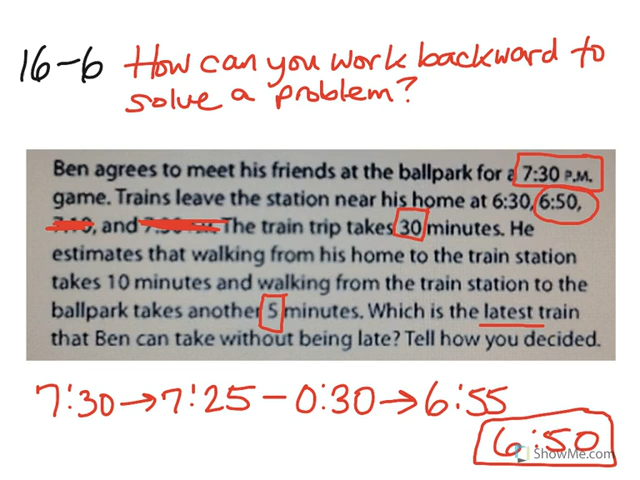 16-6 How can you work backward to
solve a problem?
Ben agrees to meet his friends at the ballpark for a 7:30 P.M.
game. Trains leave the station near his home at 6:30, 6:50,
7:10, and The train trip takes 30 minutes. He
estimates that walking from his home to the train station
takes 10 minutes and walking from the train station to the
ballpark takes another 5 minutes. Which is the latest train
that Ben can take without being late? Tell how you decided.
7:30→7:25-0:30→6:55
6:50
ShowMe.com